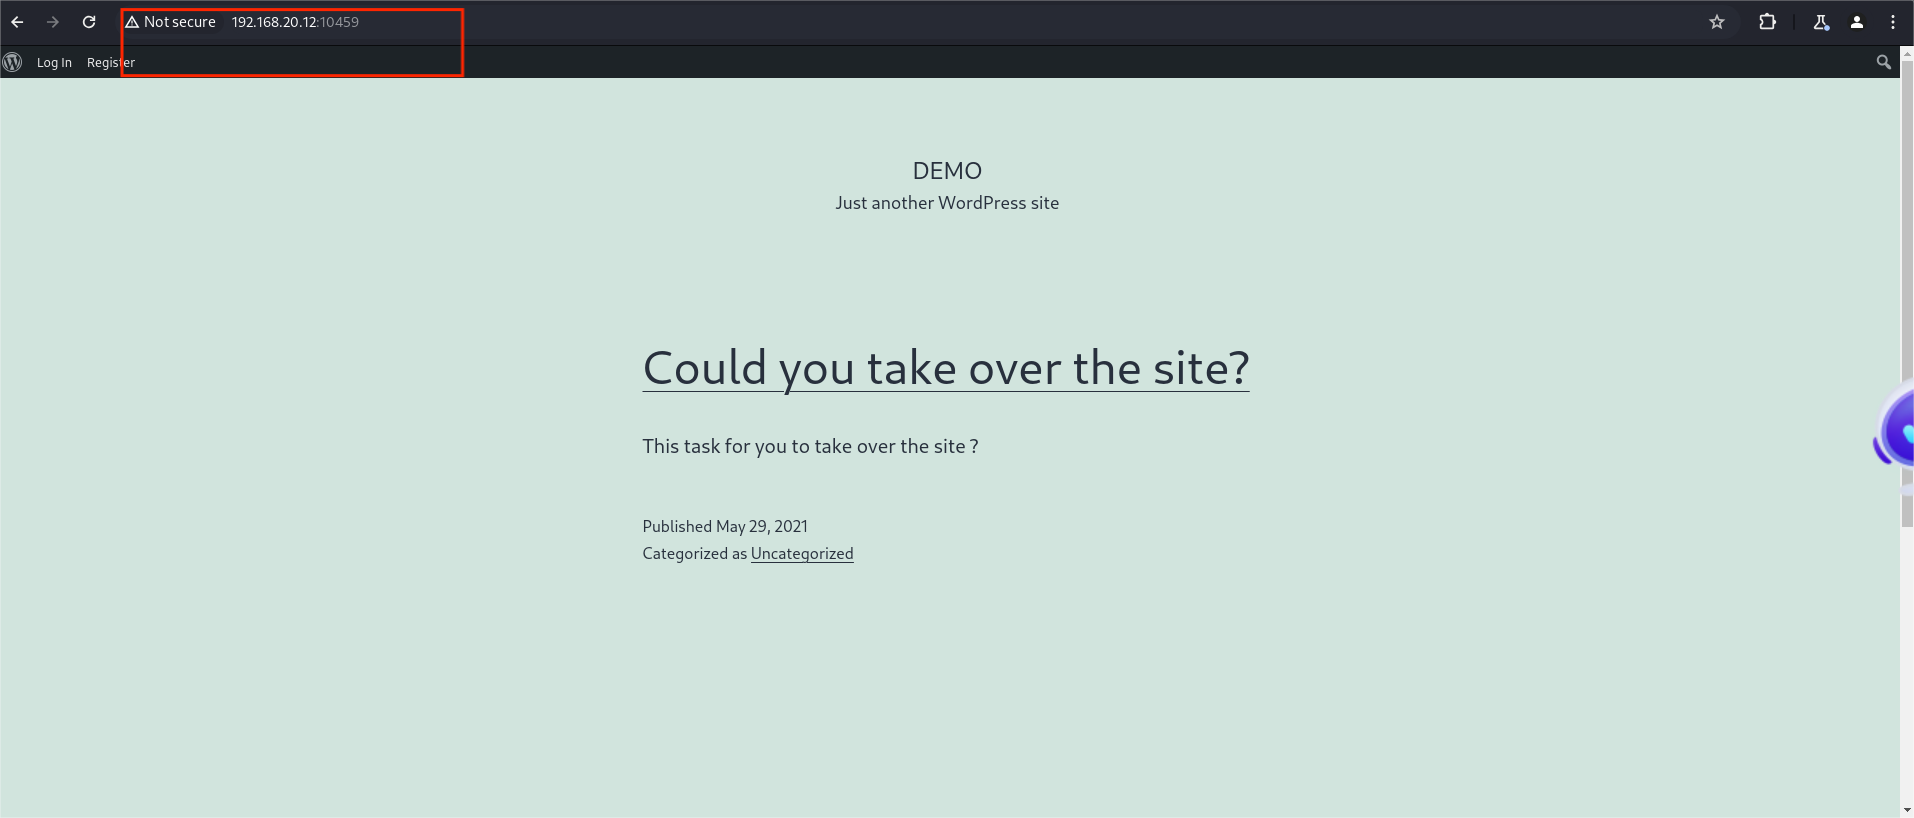 Not secure 192.168.20.12:10459
Log In Register
DEMO
Just another WordPress site
Could you take over the site?
This task for you to take over the site ?
Published May 29, 2021
Categorized as Uncategorized